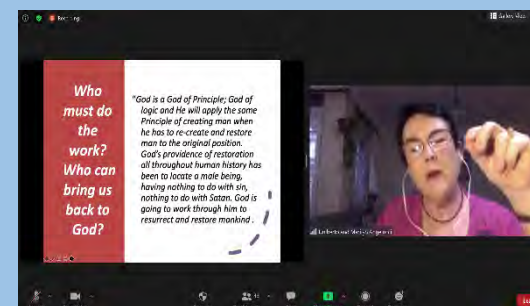 Recording
Gallery View
Who
must do
the
work?
Who can
bring us
back to
God?
"God is a God of Principle; God of
logic and He will apply the same
Principle of creating man when
he has to re-create and restore
man to the original position.
God's providence of restoration
all throughout human history has
been to locate a male being,
having nothing to do with sin,
nothing to do with Satan. God is
going to work through him to
resurrect and restore mankind.
and